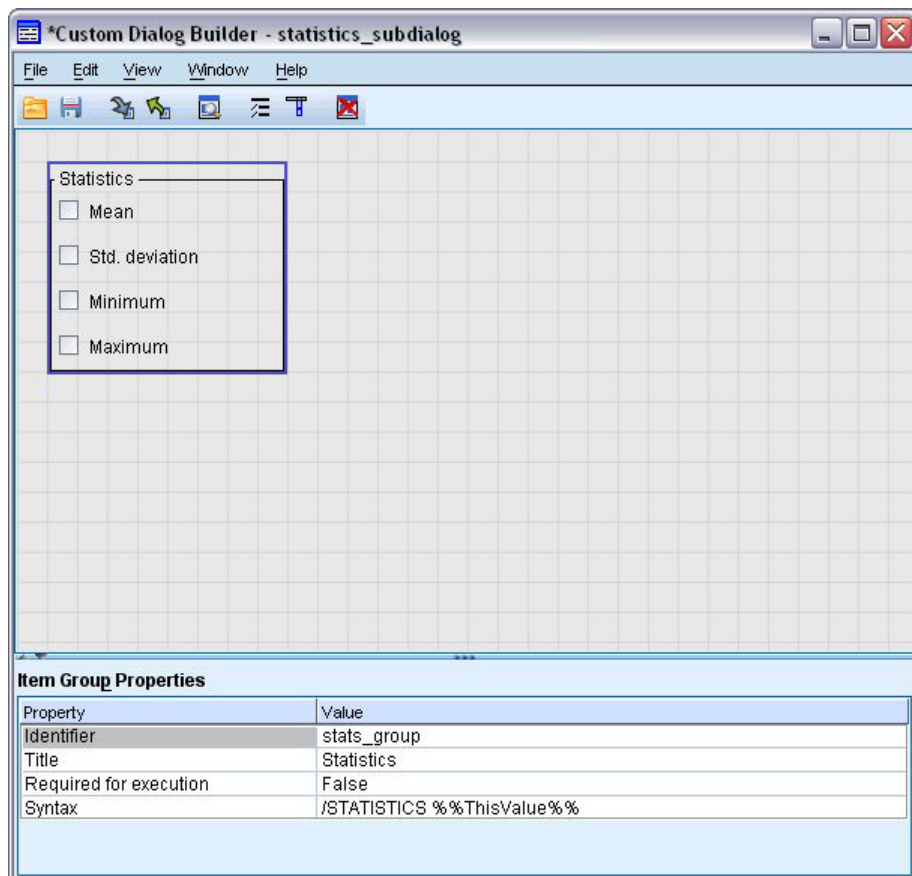 *Custom Dialog Builder - statistics_subdialog
File Edit View Window Help
Statistics
Mean
Std. deviation
Minimum
Maximum
Item Group Properties
Property Value
Identifier stats_group
Title Statistics
Required for execution False
Syntax /STATISTICS %%ThisValue%%